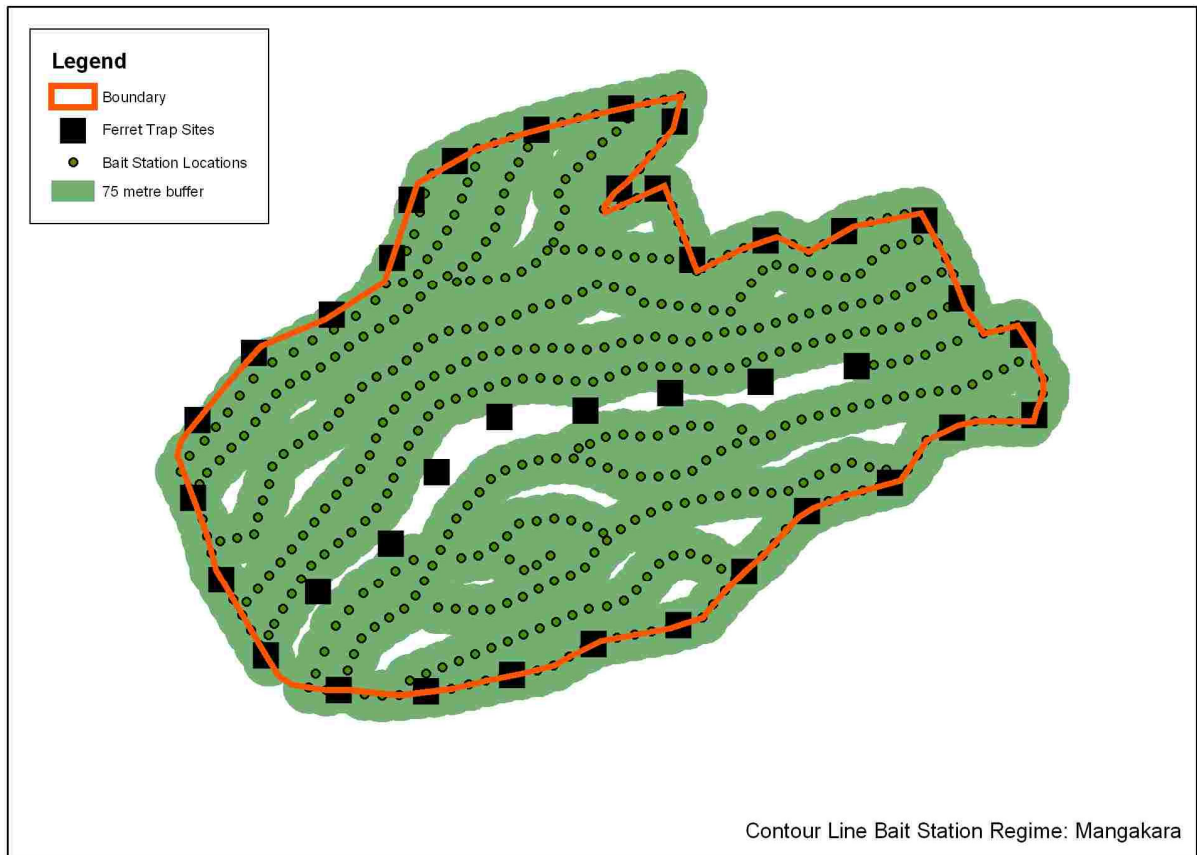 Legend
Boundary
Ferret Trap Sites
Bait Station Locations
75 metre buffer
Contour Line Bait Station Regime: Mangakara